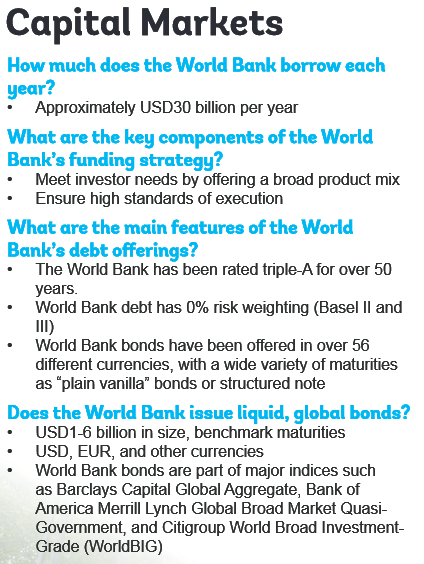 Capital Markets
How much does the World Bank borrow each
year?
• Approximately USD30 billion per year
What are the key components of the World
Bank's funding strategy?
• Meet investor needs by offering a broad product mix
• Ensure high standards of execution
What are the main features of the World
Bank's debt offerings?
• The World Bank has been rated triple-A for over 50
years.
• World Bank debt has 0% risk weighting (Basel II and
III)
• World Bank bonds have been offered in over 56
different currencies, with a wide variety of maturities
as “plain vanilla” bonds or structured note
Does the World Bank issue liquid, global bonds?
• USD1-6 billion in size, benchmark maturities
• USD, EUR, and other currencies
• World Bank bonds are part of major indices such
as Barclays Capital Global Aggregate, Bank of
America Merrill Lynch Global Broad Market Quasi-
Government, and Citigroup World Broad Investment-
Grade (WorldBIG)